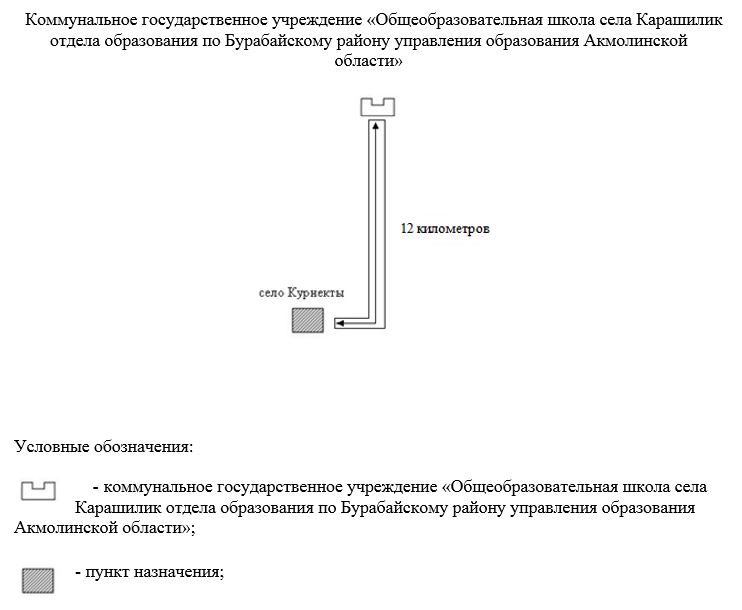 Коммунальное государственное учреждение «Общеобразовательная школа села Карашилик
отдела образования по Бурабайскому району управления образования Акмолинской
области»
12 километров
село Курнекты
Условные обозначения:
- коммунальное государственное учреждение «Общеобразовательная школа села
Карашилик отдела образования по Бурабайскому району управления образования
Акмолинской области»;
- пункт назначения;